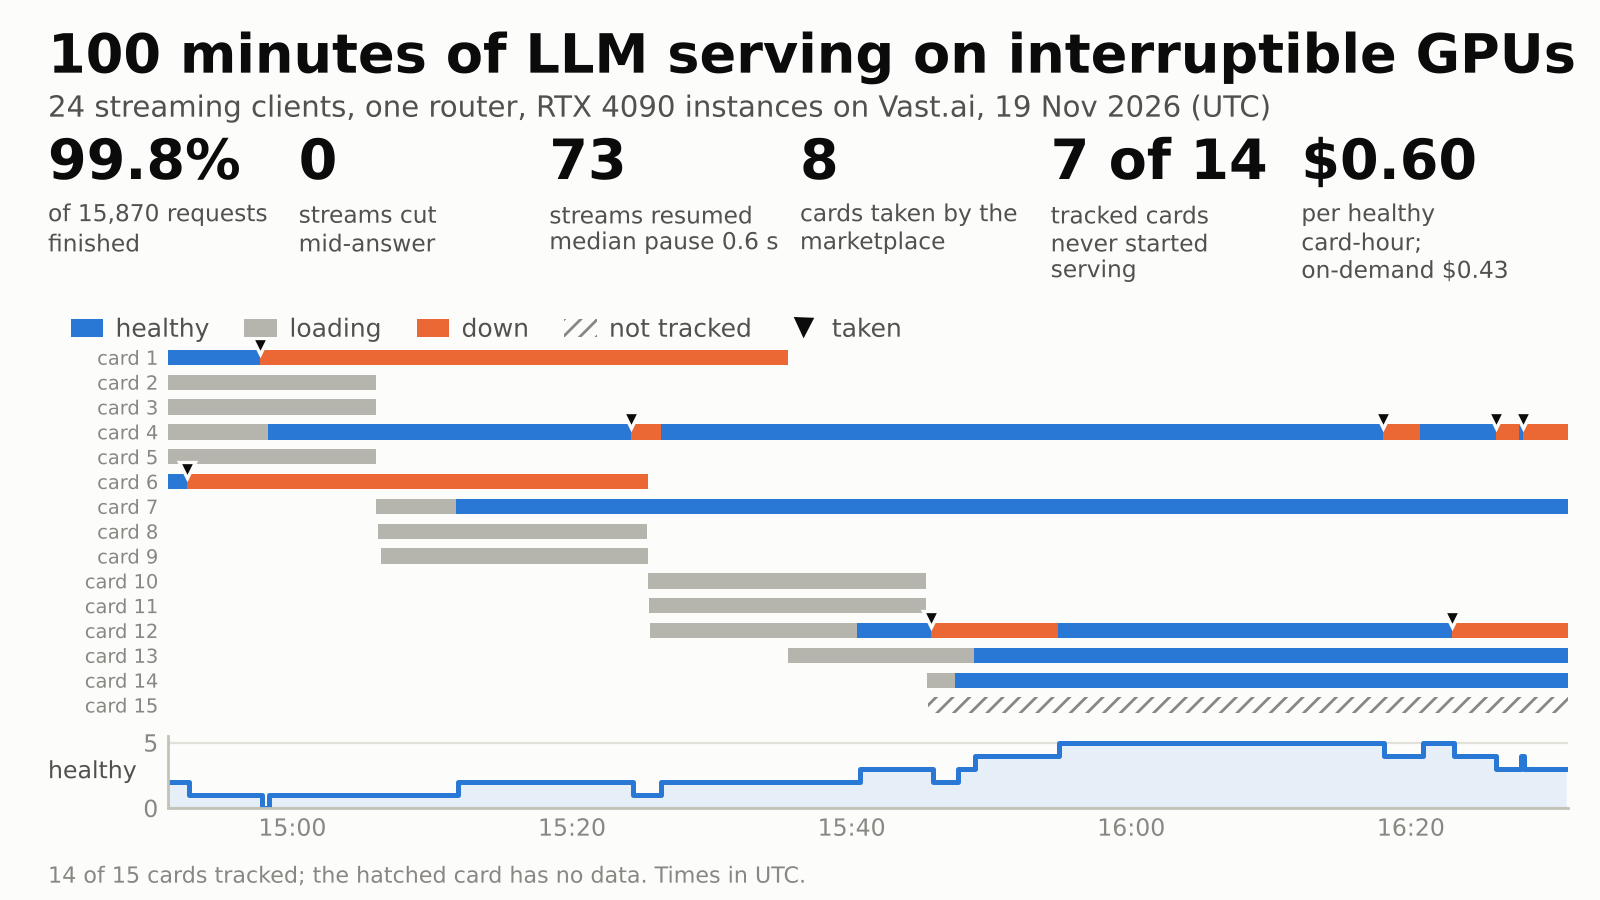 100 minutes of LLM serving on interruptible GPUs
24 streaming clients, one router, RTX 4090 instances on Vast.ai, 19 Nov 2026 (UTC)
99.8%
of 15,870 requests
finished
0
streams cut
mid-answer
73
streams resumed
median pause 0.6 s
8
cards taken by the
marketplace
7 of 14
tracked cards
never started
serving
$0.60
per healthy
card-hour;
on-demand $0.43
healthy
loading
down
not tracked
taken
card 1
card 2
card 3
card 4
card 5
card 6
card 7
card 8
card 9
card 10
card 11
card 12
card 13
card 14
card 15
5
healthy
0
15:00
15:20
15:40
16:00
16:20
14 of 15 cards tracked; the hatched card has no data. Times in UTC.